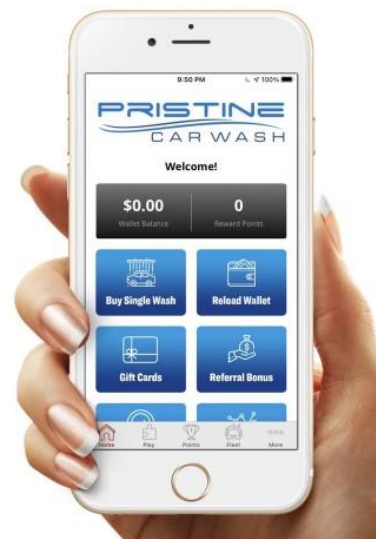 9:50 PM
100%
PRISTINE
CAR WASH
Welcome!
$0.00
0
Wallet Balance
Reward Points
Buy Single Wash
Reload Wallet
Gift Cards
Referral Bonus
Home
Play
Points
Fleet
More